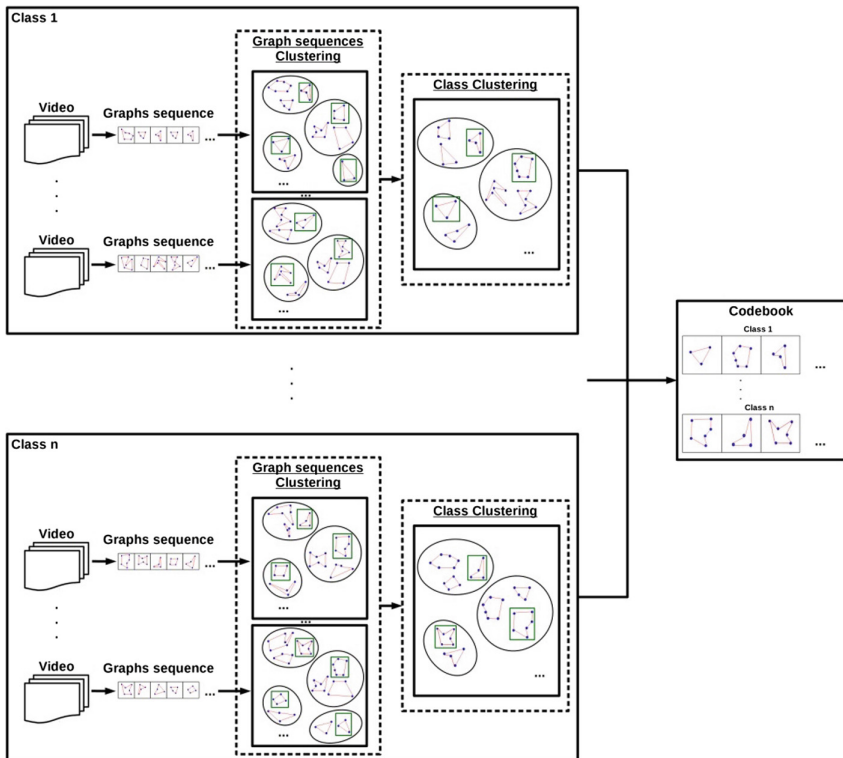 Class 1
Graph sequences
Clustering
Class Clustering
Video
Graphs sequence
...
...
...
Video
Graphs sequence
...
...
...
Codebook
Class 1
...
Class n
...
Class n
Graph sequences
Clustering
Class Clustering
Video
Graphs sequence
...
...
...
Video
Graphs sequence
...
...
...